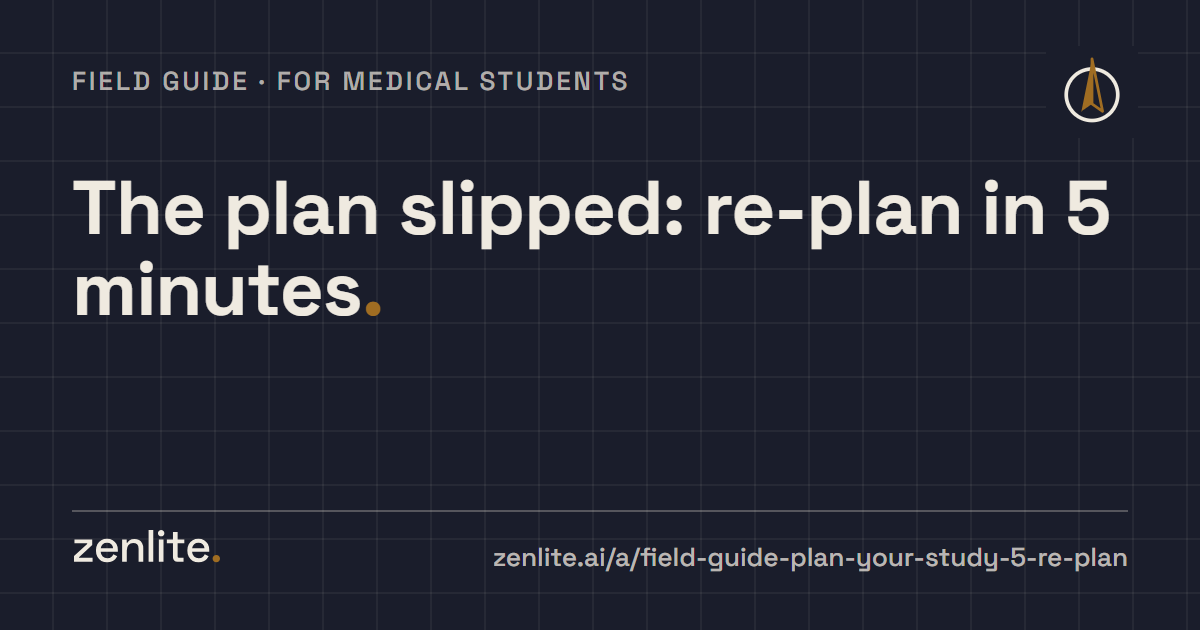 FIELD GUIDE · FOR MEDICAL STUDENTS
The plan slipped: re-plan in 5
minutes.
zenlite.
zenlite.ai/a/field-guide-plan-your-study-5-re-plan